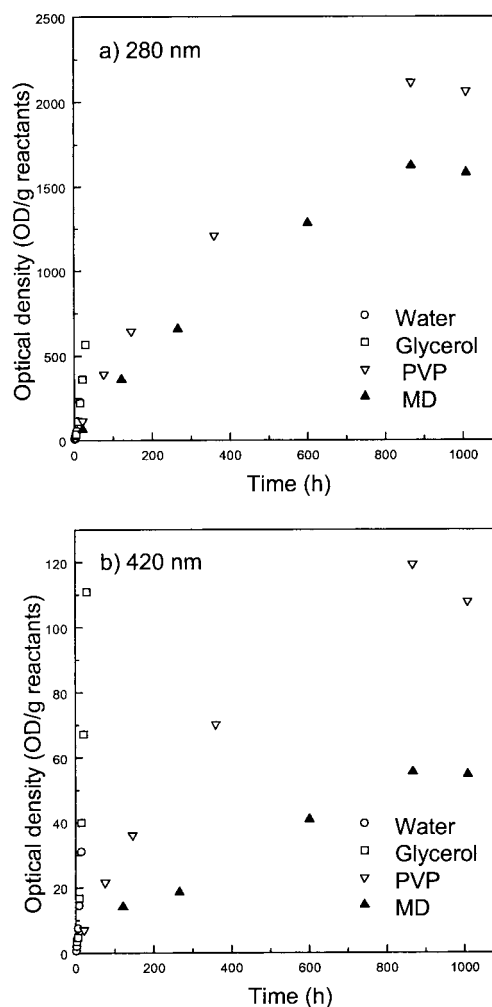 a) 280 nm
Optical density (OD/g reactants)
2500
2000
1500
1000
500
0
Water
Glycerol
PVP
MD
0 200 400 600 800 1000
Time (h)
b) 420 nm
Optical density (OD/g reactants)
120
100
80
60
40
20
0
Water
Glycerol
PVP
MD
0 200 400 600 800 1000
Time (h)